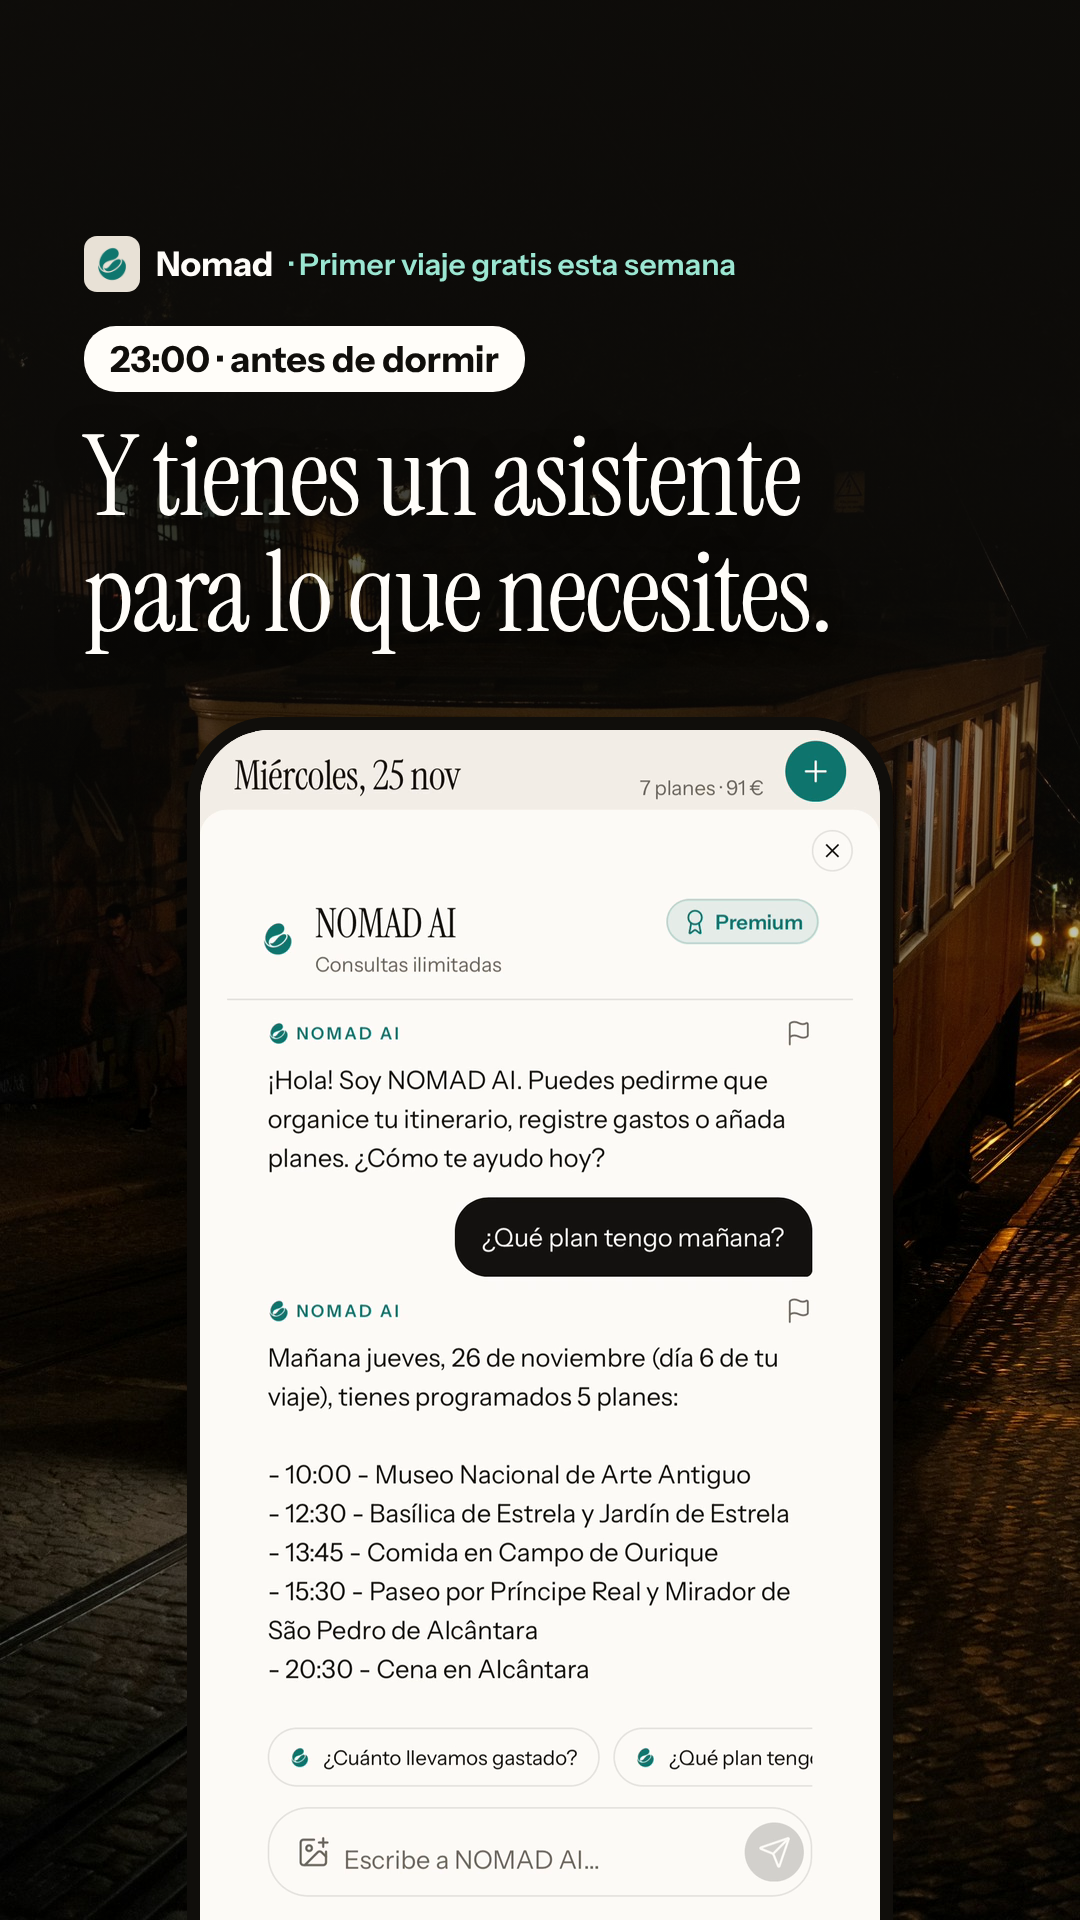 Nomad · Primer viaje gratis esta semana
23:00 · antes de dormir
Y tienes un asistente
para lo que necesites.
Miércoles, 25 nov
7 planes · 91 €
NOMAD AI
Premium
Consultas ilimitadas
NOMAD AI
¡Hola! Soy NOMAD AI. Puedes pedirme que
organice tu itinerario, registre gastos o añada
planes. ¿Cómo te ayudo hoy?
¿Qué plan tengo mañana?
NOMAD AI
Mañana jueves, 26 de noviembre (día 6 de tu
viaje), tienes programados 5 planes:
- 10:00 - Museo Nacional de Arte Antiguo
- 12:30 - Basílica de Estrela y Jardín de Estrela
- 13:45 - Comida en Campo de Ourique
- 15:30 - Paseo por Príncipe Real y Mirador de
São Pedro de Alcântara
- 20:30 - Cena en Alcântara
¿Cuánto llevamos gastado?
¿Qué plan teng
Escribe a NOMAD AI...